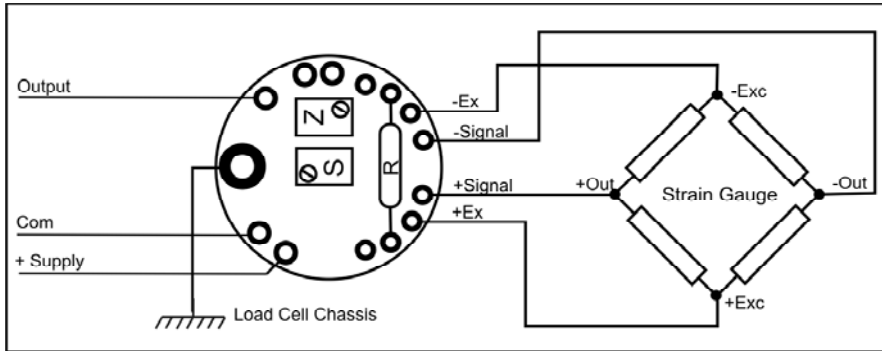 Output
Z
-Ex
-Exc
-Signal
S
R
+Signal
+Out
Strain Gauge
-Out
+Ex
Com
+ Supply
+Exc
Load Cell Chassis